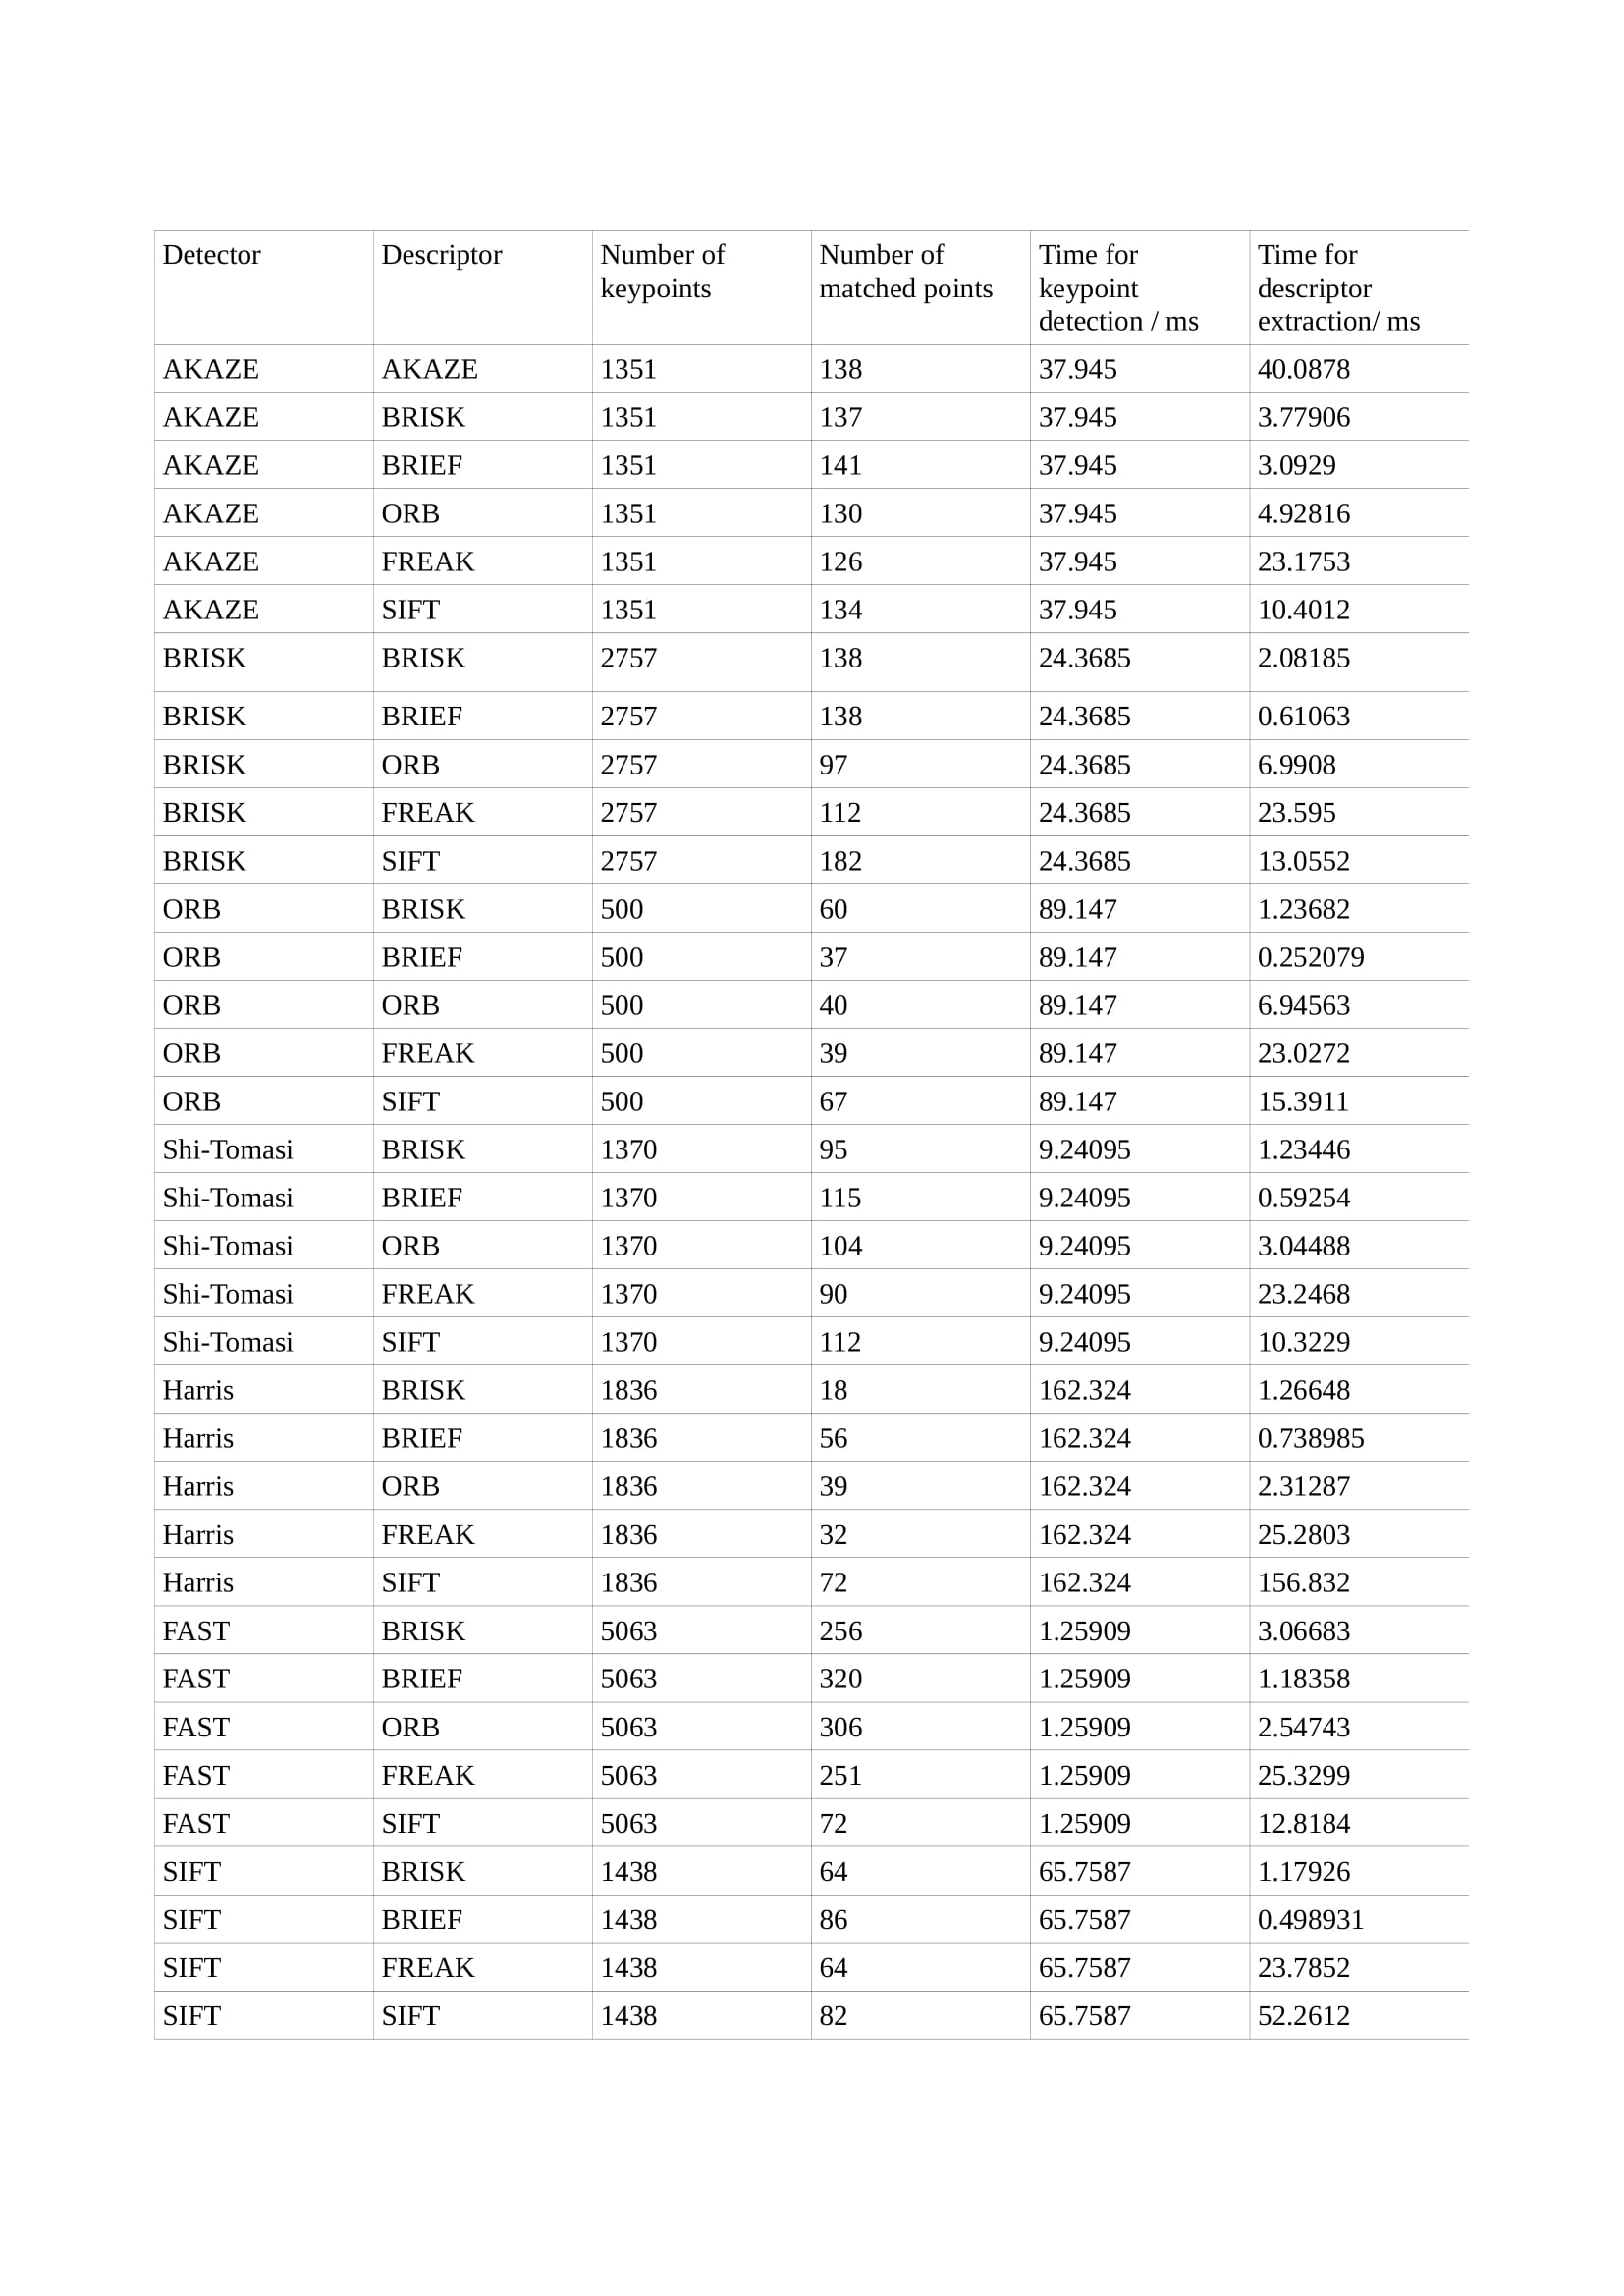 Detector Descriptor Number of keypoints Number of matched points Time for keypoint detection / ms Time for descriptor extraction/ ms
AKAZE AKAZE 1351 138 37.945 40.0878
AKAZE BRISK 1351 137 37.945 3.77906
AKAZE BRIEF 1351 141 37.945 3.0929
AKAZE ORB 1351 130 37.945 4.92816
AKAZE FREAK 1351 126 37.945 23.1753
AKAZE SIFT 1351 134 37.945 10.4012
BRISK BRISK 2757 138 24.3685 2.08185
BRISK BRIEF 2757 138 24.3685 0.61063
BRISK ORB 2757 97 24.3685 6.9908
BRISK FREAK 2757 112 24.3685 23.595
BRISK SIFT 2757 182 24.3685 13.0552
ORB BRISK 500 60 89.147 1.23682
ORB BRIEF 500 37 89.147 0.252079
ORB ORB 500 40 89.147 6.94563
ORB FREAK 500 39 89.147 23.0272
ORB SIFT 500 67 89.147 15.3911
Shi-Tomasi BRISK 1370 95 9.24095 1.23446
Shi-Tomasi BRIEF 1370 115 9.24095 0.59254
Shi-Tomasi ORB 1370 104 9.24095 3.04488
Shi-Tomasi FREAK 1370 90 9.24095 23.2468
Shi-Tomasi SIFT 1370 112 9.24095 10.3229
Harris BRISK 1836 18 162.324 1.26648
Harris BRIEF 1836 56 162.324 0.738985
Harris ORB 1836 39 162.324 2.31287
Harris FREAK 1836 32 162.324 25.2803
Harris SIFT 1836 72 162.324 156.832
FAST BRISK 5063 256 1.25909 3.06683
FAST BRIEF 5063 320 1.25909 1.18358
FAST ORB 5063 306 1.25909 2.54743
FAST FREAK 5063 251 1.25909 25.3299
FAST SIFT 5063 72 1.25909 12.8184
SIFT BRISK 1438 64 65.7587 1.17926
SIFT BRIEF 1438 86 65.7587 0.498931
SIFT FREAK 1438 64 65.7587 23.7852
SIFT SIFT 1438 82 65.7587 52.2612